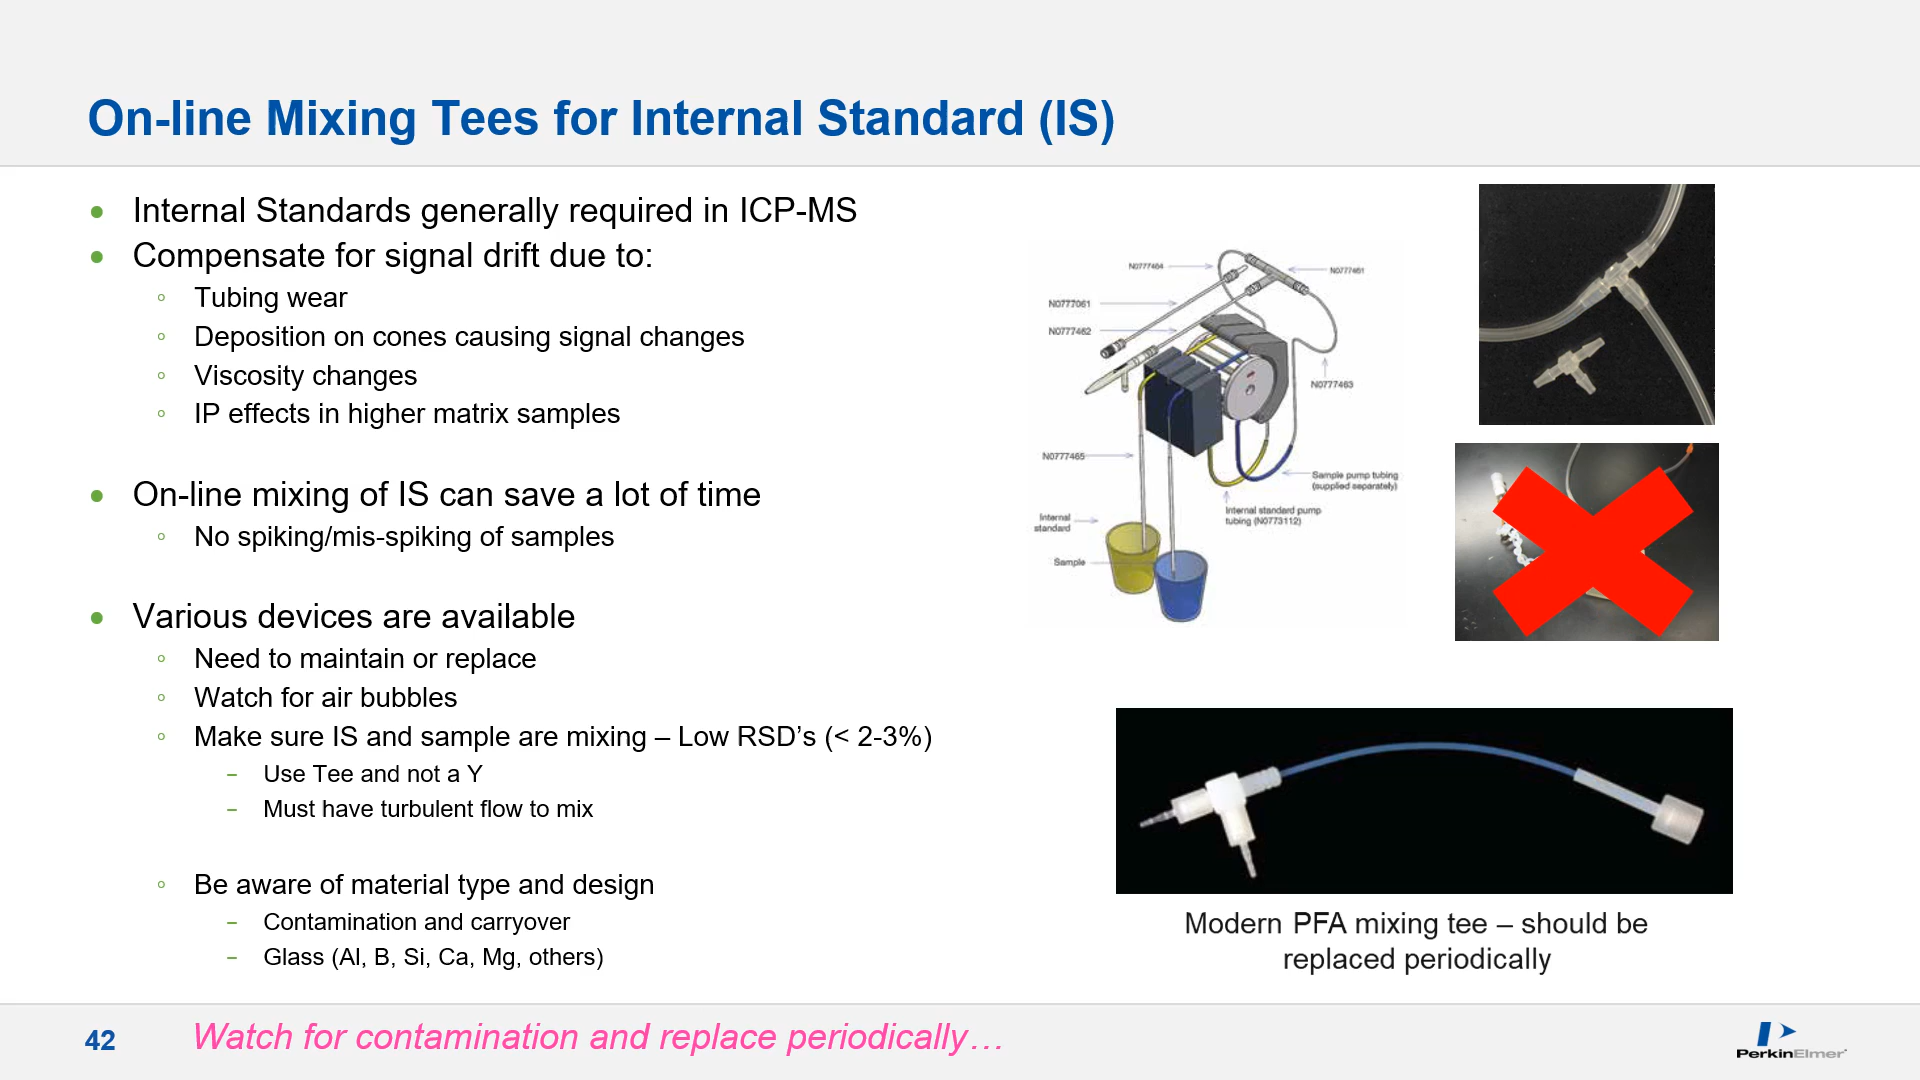 On-line Mixing Tees for Internal Standard (IS)
Internal Standards generally required in ICP-MS
Compensate for signal drift due to:
Tubing wear
Deposition on cones causing signal changes
Viscosity changes
IP effects in higher matrix samples
On-line mixing of IS can save a lot of time
No spiking/mis-spiking of samples
Various devices are available
Need to maintain or replace
Watch for air bubbles
Make sure IS and sample are mixing – Low RSD’s (< 2-3%)
Use Tee and not a Y
Must have turbulent flow to mix
Be aware of material type and design
Contamination and carryover
Glass (Al, B, Si, Ca, Mg, others)
N0777464
N0777461
N0777061
N0777462
N0777463
N0777465
Sample pump tubing
(supplied separately)
Internal standard pump
tubing (N0773112)
Internal
standard
Sample
Modern PFA mixing tee – should be
replaced periodically
42
Watch for contamination and replace periodically…
PerkinElmer